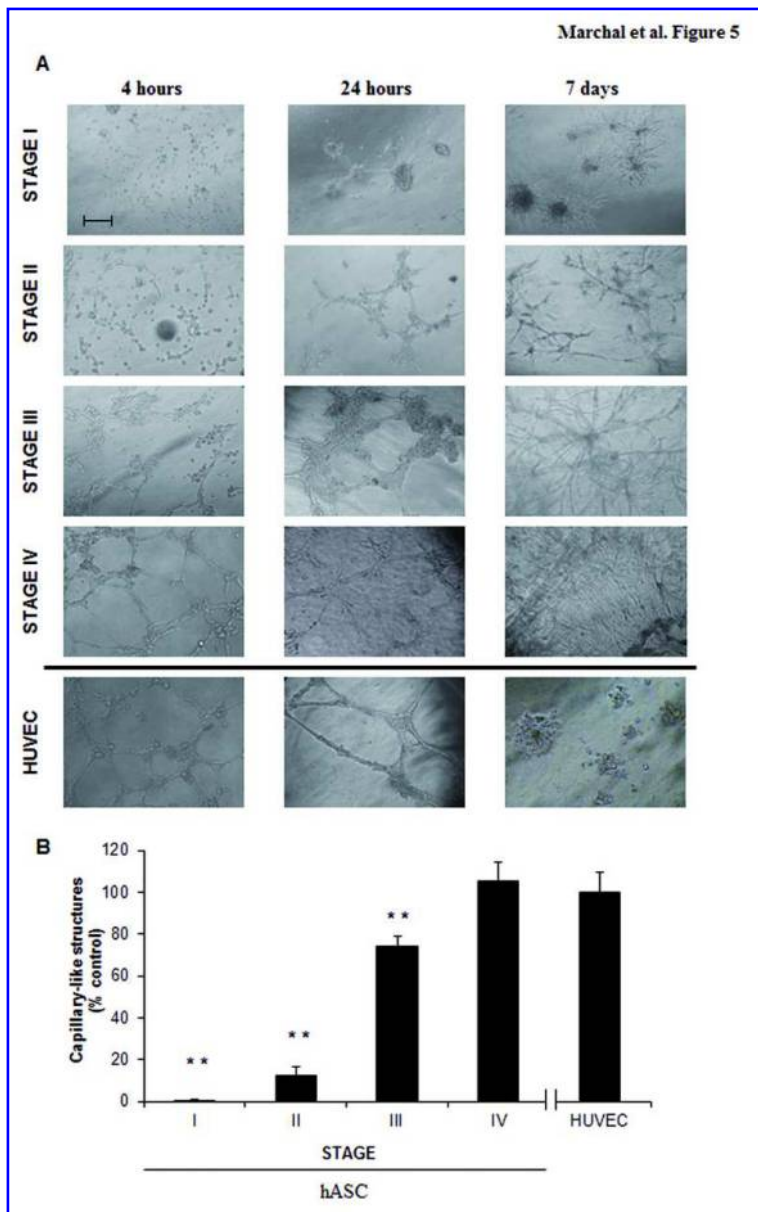 Marchal et al. Figure 5
A
4 hours 24 hours 7 days
STAGE I
STAGE II
STAGE III
STAGE IV
HUVEC
B
Capillary-like structures
(% control)
120
100
80
60
40
20
0
** ** **
I II III IV HUVEC
STAGE
hASC